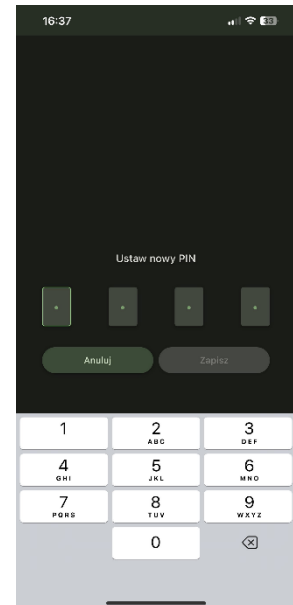 16:37
33
Ustaw nowy PIN
Anuluj
Zapisz
1
2
ABC
3
DEF
4
GHI
5
JKL
6
MNO
7
PQRS
8
TUV
9
WXYZ
0